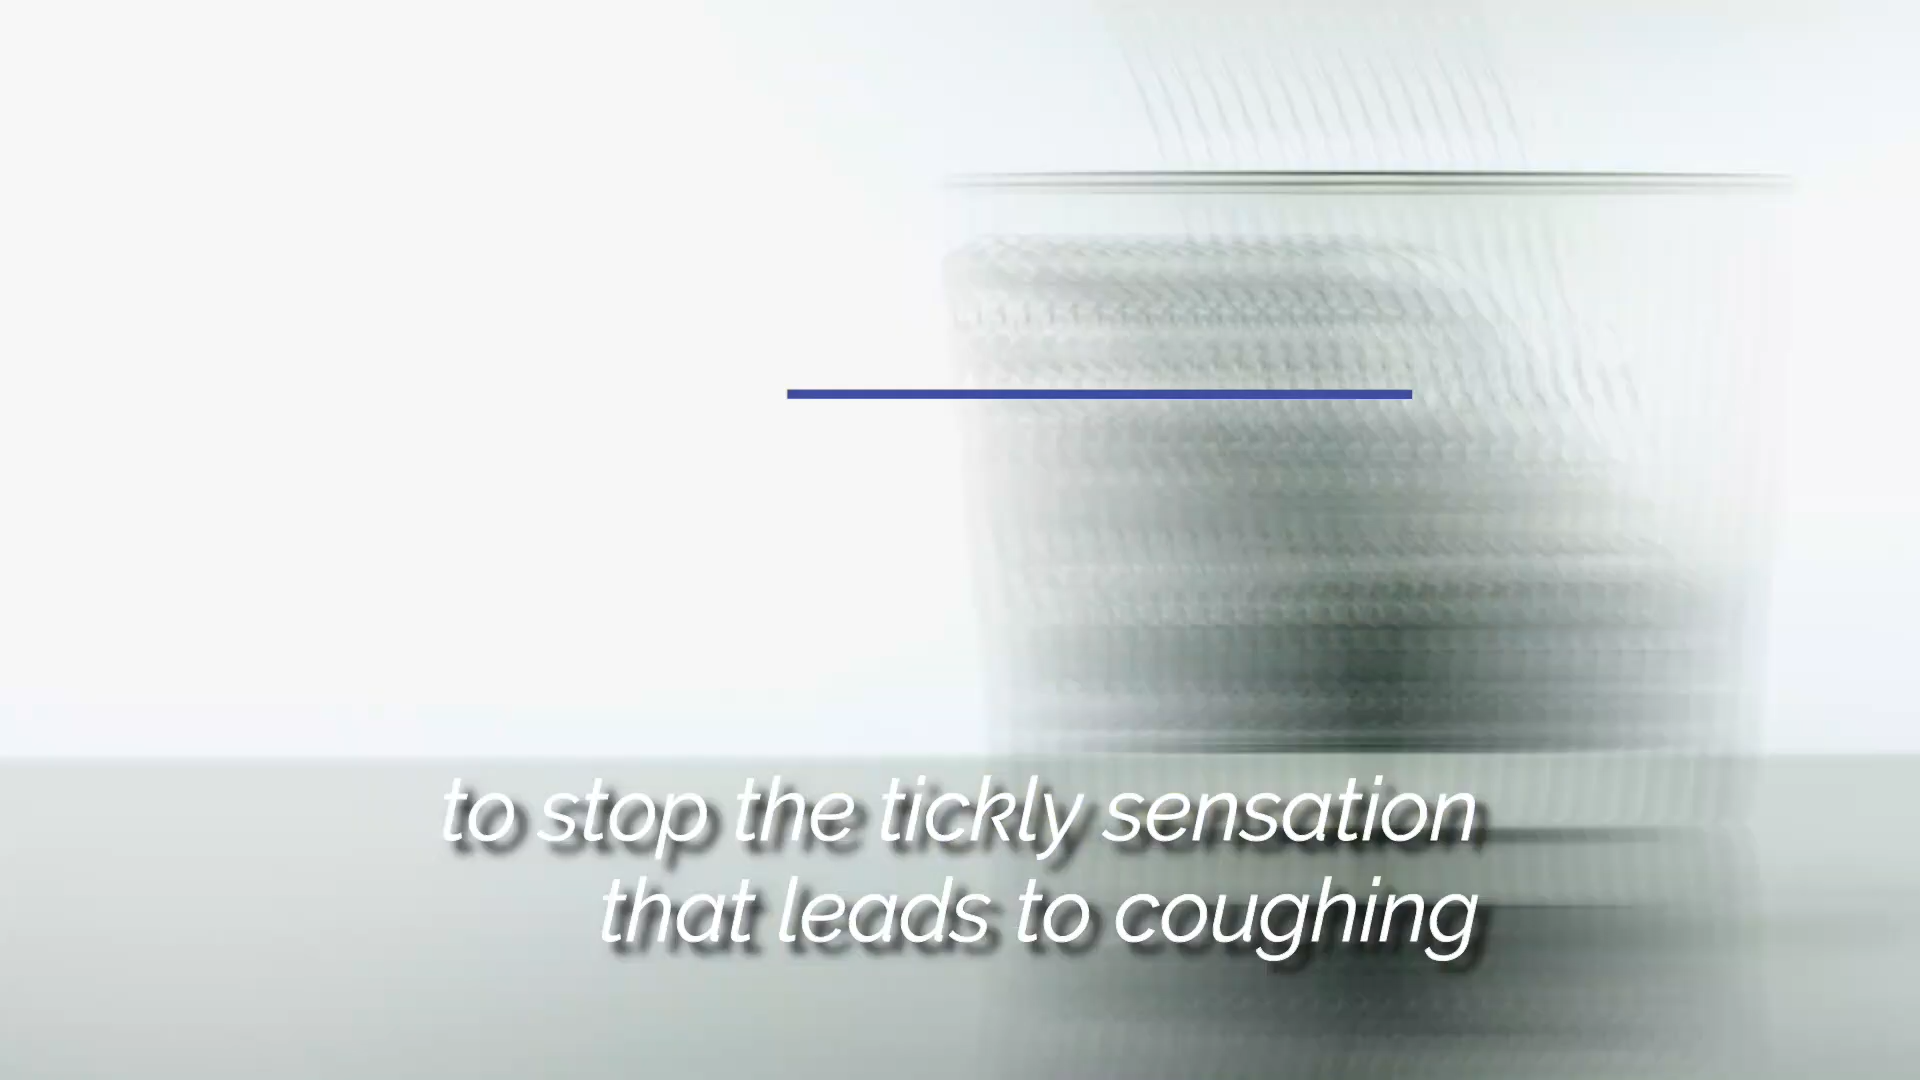 to stop the tickly sensation
that leads to coughing